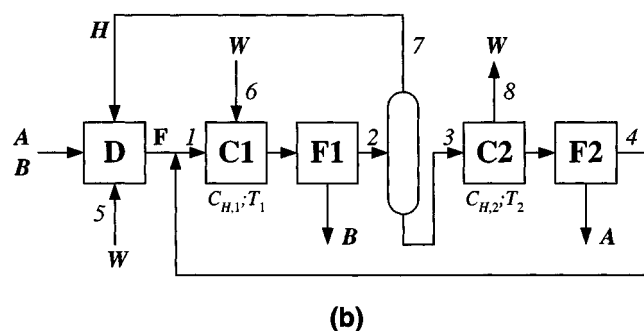 H
7
W
W
6
8
A
B
D
F
1
C1
F1
2
3
C2
F2
4
C_{H,1};T_1
C_{H,2};T_2
5
W
B
A
(b)